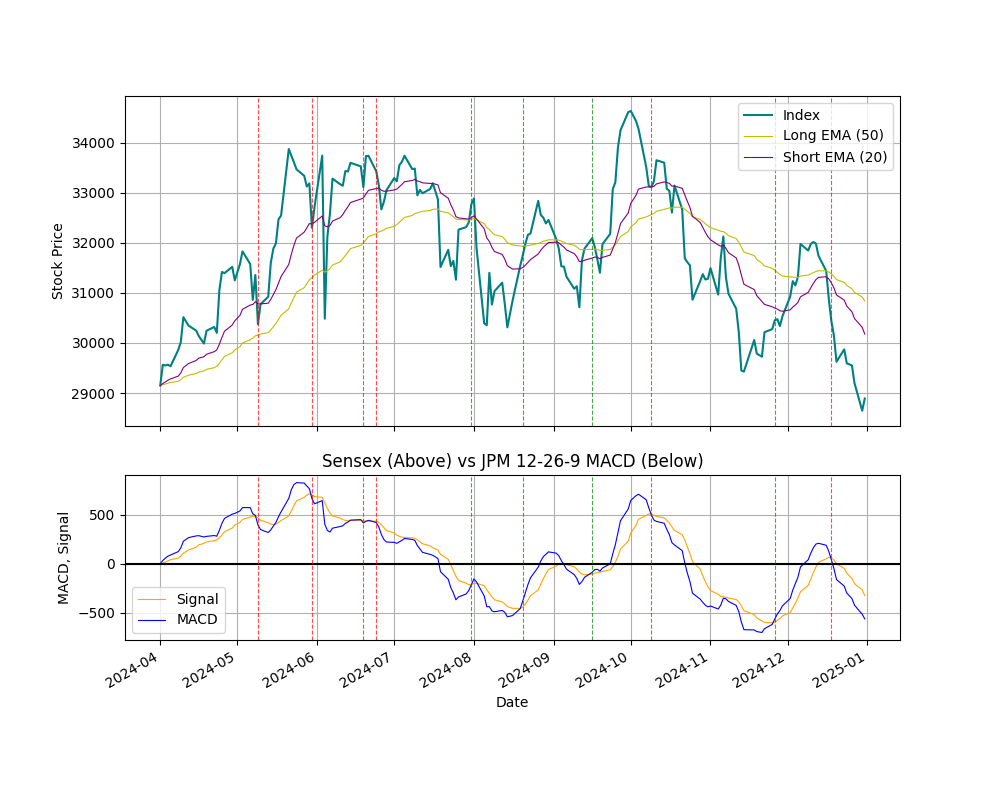 Stock Price
34000
33000
32000
31000
30000
29000
Index
Long EMA (50)
Short EMA (20)
Sensex (Above) vs JPM 12-26-9 MACD (Below)
MACD, Signal
500
0
−500
Signal
MACD
2024-04
2024-05
2024-06
2024-07
2024-08
2024-09
2024-10
2024-11
2024-12
2025-01
Date